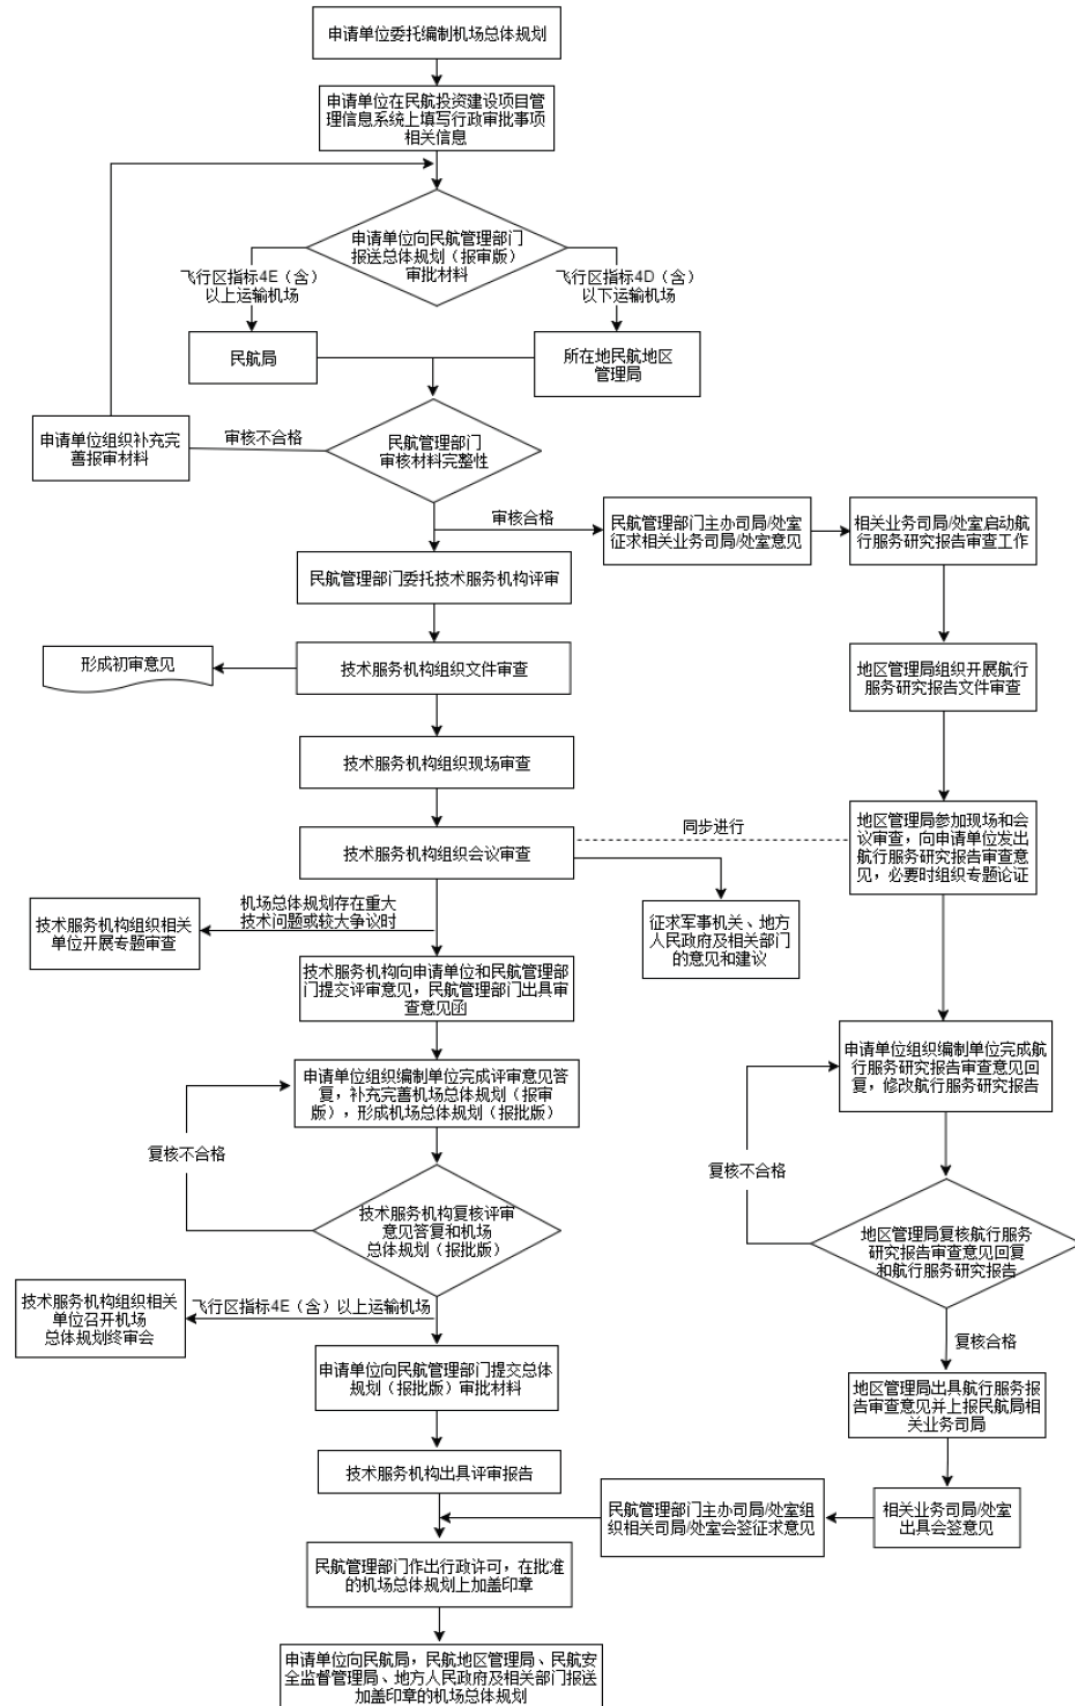 申请单位委托编制机场总体规划
申请单位在民航投资建设项目管
理信息系统上填写行政审批事项
相关信息
申请单位向民航管理部门
报送总体规划（报审版）
审批材料
飞行区指标4E（含）
以上运输机场
飞行区指标4D（含）
以下运输机场
民航局
所在地民航地区
管理局
申请单位组织补充完
善报审材料
审核不合格
民航管理部门
审核材料完整性
审核合格
民航管理部门主办司局/处室
征求相关业务司局/处室意见
相关业务司局/处室启动航
行服务研究报告审查工作
民航管理部门委托技术服务机构评审
形成初审意见
技术服务机构组织文件审查
地区管理局组织开展航行
服务研究报告文件审查
技术服务机构组织现场审查
技术服务机构组织会议审查
同步进行
地区管理局参加现场和会
议审查，向申请单位发出
航行服务研究报告审查意
见，必要时组织专题论证
机场总体规划存在重大
技术问题或较大争议时
技术服务机构组织相关
单位开展专题审查
征求军事机关、地方
人民政府及相关部门
的意见和建议
技术服务机构向申请单位和民航管理部
门提交评审意见，民航管理部门出具审
查意见函
申请单位组织编制单位完成航
行服务研究报告审查意见回
复，修改航行服务研究报告
申请单位组织编制单位完成评审意见答
复，补充完善机场总体规划（报审
版），形成机场总体规划（报批版）
复核不合格
复核不合格
技术服务机构复核评审
意见答复和机场
总体规划（报批版）
地区管理局复核航行服务
研究报告审查意见回复
和航行服务研究报告
技术服务机构组织相关
单位召开机场
总体规划终审会
飞行区指标4E（含）以上运输机场
复核合格
申请单位向民航管理部门提交总体
规划（报批版）审批材料
地区管理局出具航行服务报
告审查意见并上报民航局相
关业务司局
技术服务机构出具评审报告
民航管理部门主办司局/处室组
织相关司局/处室会签征求意见
相关业务司局/处室
出具会签意见
民航管理部门作出行政许可，在批准
的机场总体规划上加盖印章
申请单位向民航局，民航地区管理局、民航安
全监督管理局、地方人民政府及相关部门报送
加盖印章的机场总体规划